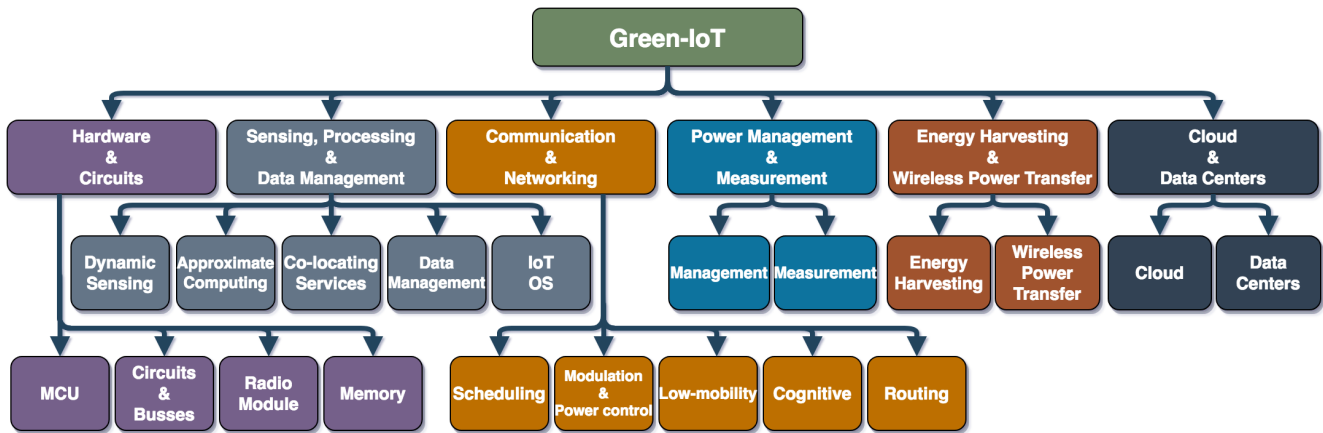 Green-IoT
Hardware
&
Circuits
Sensing, Processing
&
Data Management
Communication
&
Networking
Power Management
&
Measurement
Energy Harvesting
&
Wireless Power Transfer
Cloud
&
Data Centers
Dynamic
Sensing
Approximate
Computing
Co-locating
Services
Data
Management
IoT
OS
Management
Measurement
Energy
Harvesting
Wireless
Power
Transfer
Cloud
Data
Centers
MCU
Circuits
&
Busses
Radio
Module
Memory
Scheduling
Modulation
&
Power control
Low-mobility
Cognitive
Routing